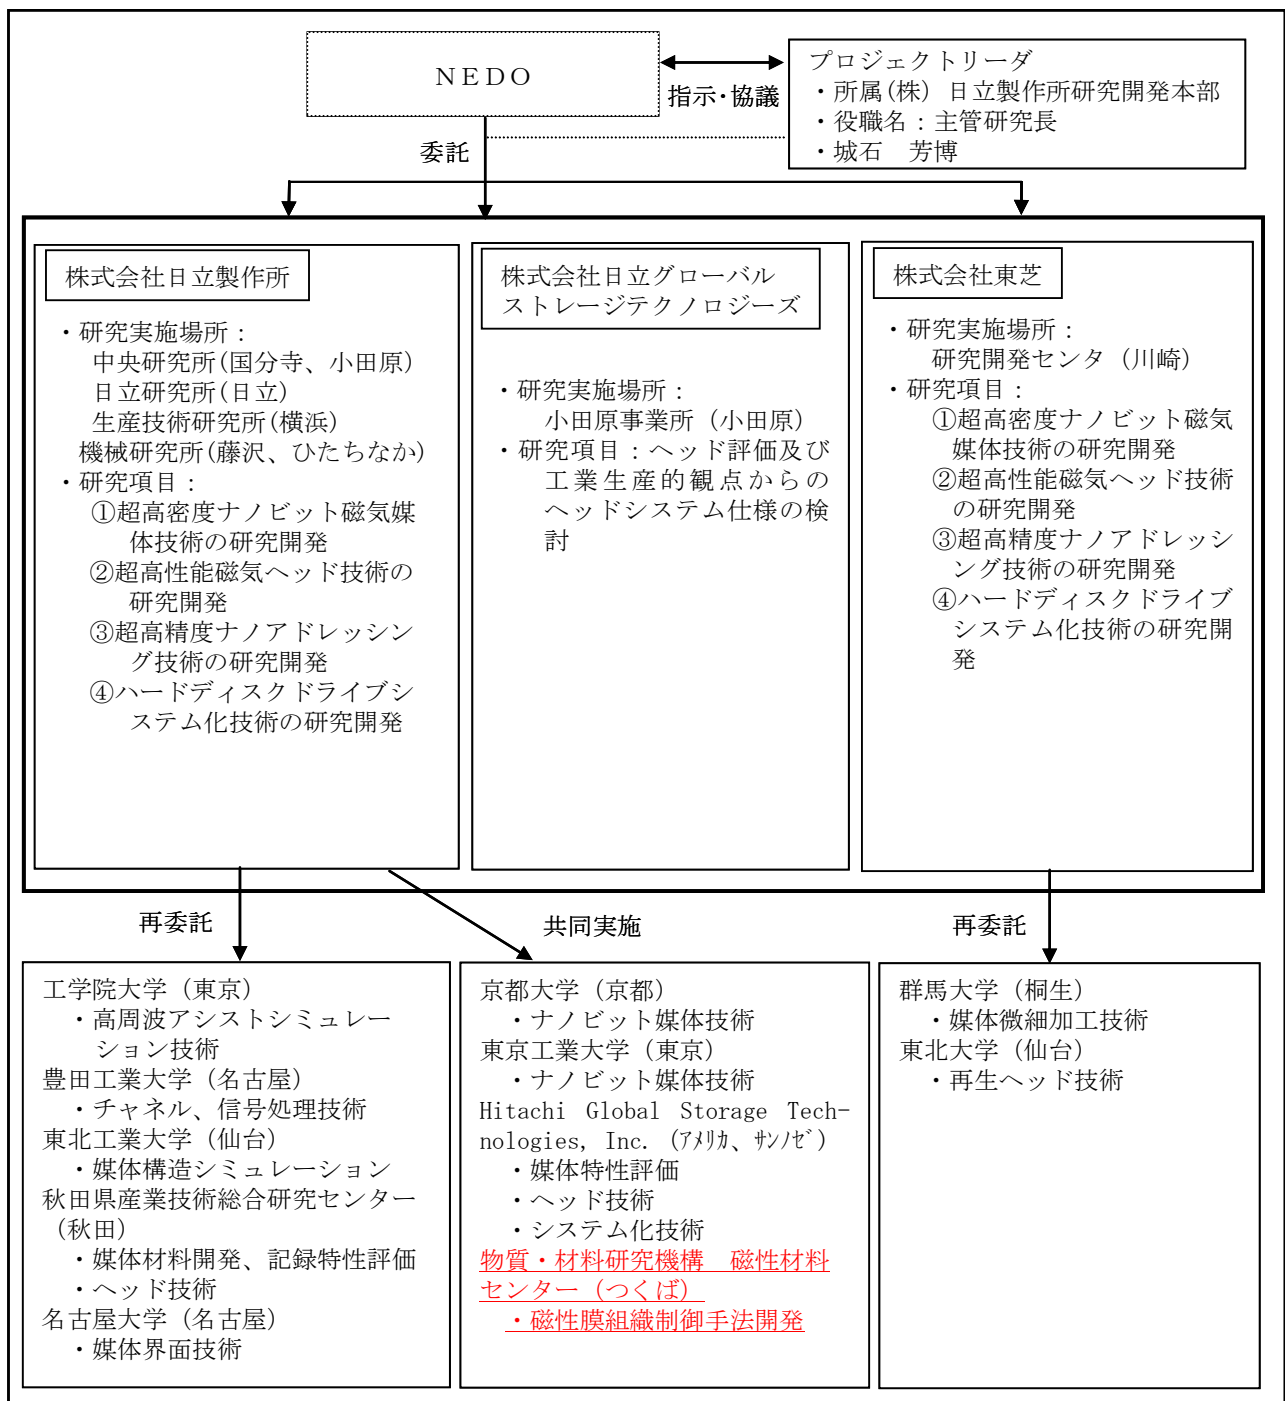 ＮＥＤＯ
指示・協議
プロジェクトリーダ
・所属(株) 日立製作所研究開発本部
・役職名：主管研究長
・城石　芳博
委託
株式会社日立製作所
・研究実施場所：
中央研究所(国分寺、小田原)
日立研究所(日立)
生産技術研究所(横浜)
機械研究所(藤沢、ひたちなか)
・研究項目：
①超高密度ナノビット磁気媒
体技術の研究開発
②超高性能磁気ヘッド技術の
研究開発
③超高精度ナノアドレッシン
グ技術の研究開発
④ハードディスクドライブシ
ステム化技術の研究開発
株式会社日立グローバル
ストレージテクノロジーズ
・研究実施場所：
小田原事業所（小田原）
・研究項目：ヘッド評価及び
工業生産的観点からの
ヘッドシステム仕様の検
討
株式会社東芝
・研究実施場所：
研究開発センタ（川崎）
・研究項目：
①超高密度ナノビット磁気
媒体技術の研究開発
②超高性能磁気ヘッド技術
の研究開発
③超高精度ナノアドレッシ
ング技術の研究開発
④ハードディスクドライブ
システム化技術の研究開
発
再委託
共同実施
再委託
工学院大学（東京）
・高周波アシストシミュレー
ション技術
豊田工業大学（名古屋）
・チャネル、信号処理技術
東北工業大学（仙台）
・媒体構造シミュレーション
秋田県産業技術総合研究センター
（秋田）
・媒体材料開発、記録特性評価
・ヘッド技術
名古屋大学（名古屋）
・媒体界面技術
京都大学（京都）
・ナノビット媒体技術
東京工業大学（東京）
・ナノビット媒体技術
Hitachi Global Storage Tech-
nologies, Inc.（ｱﾒﾘｶ、ｻﾝﾉｾﾞ）
・媒体特性評価
・ヘッド技術
・システム化技術
物質・材料研究機構　磁性材料
センター（つくば）
・磁性膜組織制御手法開発
群馬大学（桐生）
・媒体微細加工技術
東北大学（仙台）
・再生ヘッド技術